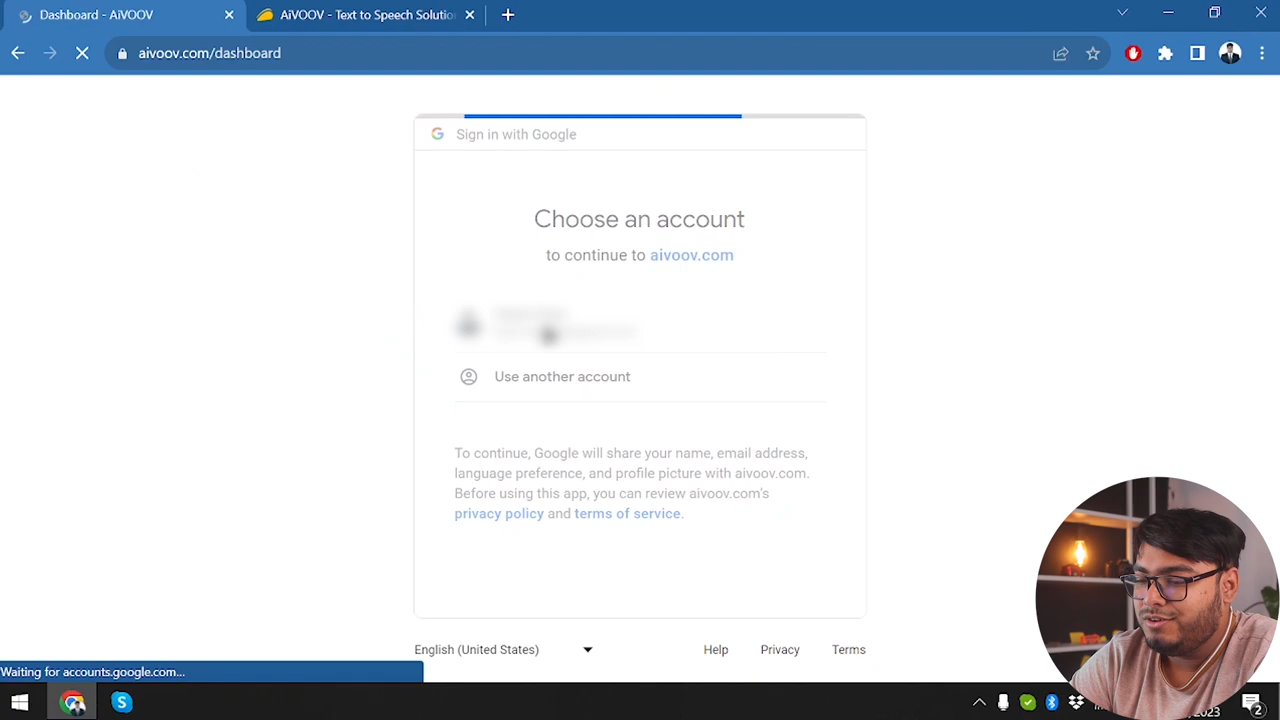 Dashboard - AiVOOV
AiVOOV - Text to Speech Solution
aivoov.com/dashboard
Sign in with Google
Choose an account
to continue to aivoov.com
Use another account
To continue, Google will share your name, email address,
language preference, and profile picture with aivoov.com.
Before using this app, you can review aivoov.com's
privacy policy and terms of service.
English (United States)
Help
Privacy
Terms
Waiting for accounts.google.com...
2023
2